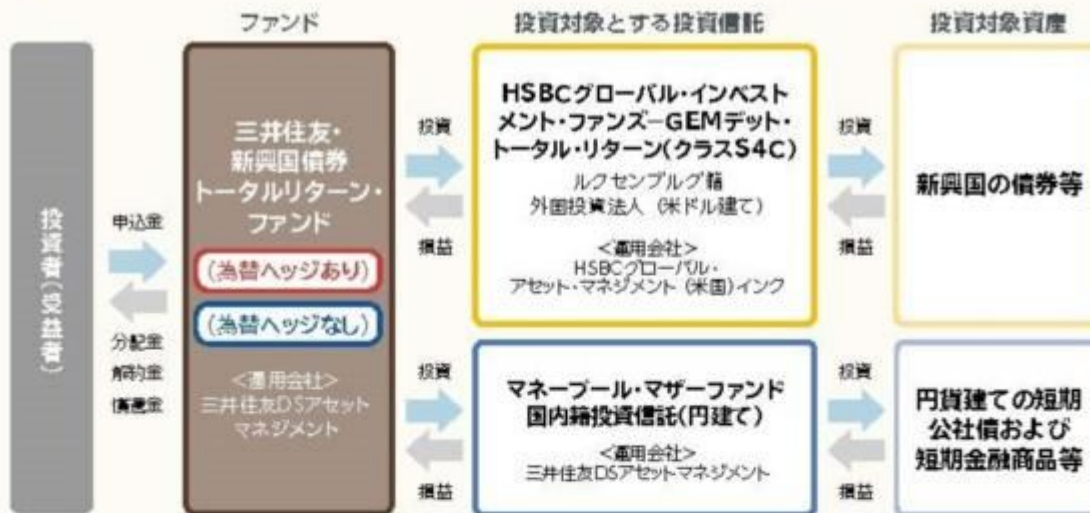 ファンド
投資対象とする投資信託
投資対象資産
投資者(受益者)
申込金
分配金
解約金
償還金
三井住友・
新興国債券
トータルリターン・
ファンド
(為替ヘッジあり)
(為替ヘッジなし)
<運用会社>
三井住友DSアセット
マネジメント
投資
損益
HSBCグローバル・インベスト
メント・ファンズ-GEMデット・
トータル・リターン(クラスS4C)
ルクセンブルグ籍
外国投資法人(米ドル建て)
<運用会社>
HSBCグローバル・
アセット・マネジメント(米国)インク
投資
損益
新興国の債券等
投資
損益
マネープール・マザーファンド
国内籍投資信託(円建て)
<運用会社>
三井住友DSアセットマネジメント
投資
損益
円貨建ての短期
公社債および
短期金融商品等